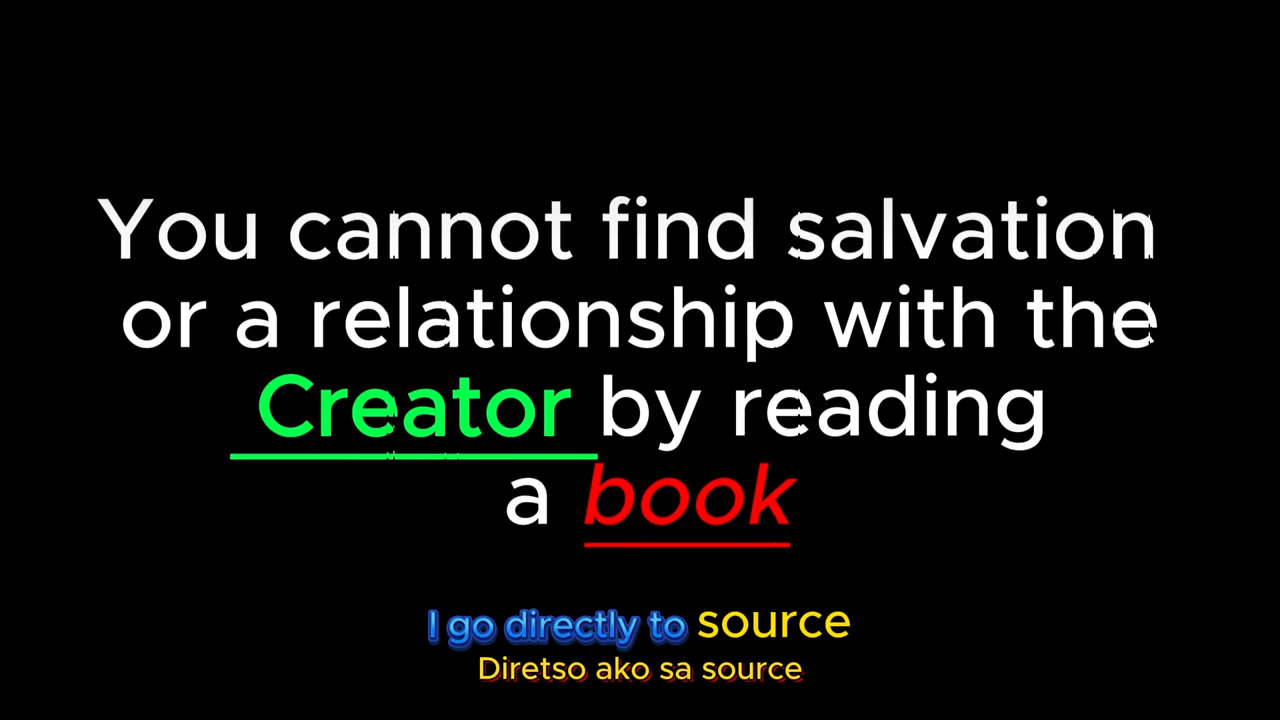 You cannot find salvation
or a relationship with the
Creator by reading
a book
I go directly to source
Diretso ako sa source